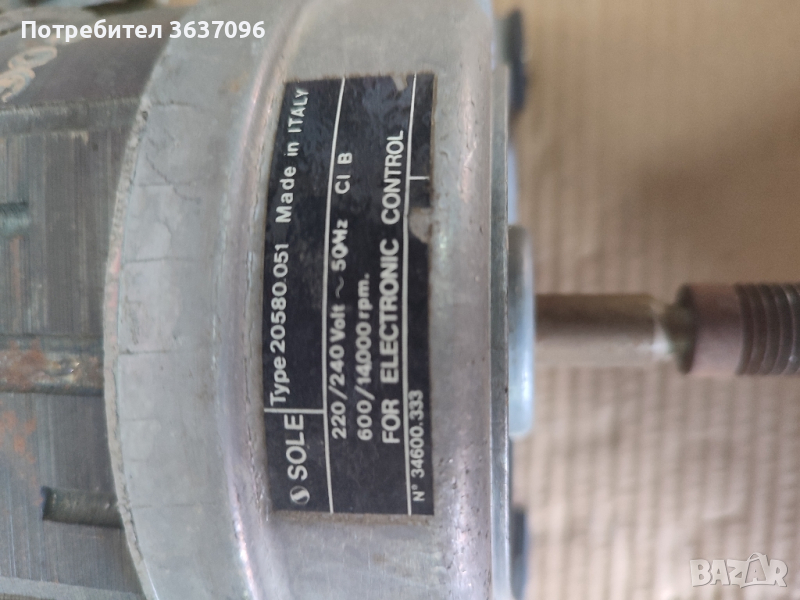 Потребител 3637096
SOLE Type 20580.051 Made in ITALY
220/240 Volt ~ 50Hz Cl. B
600/14000 rpm.
FOR ELECTRONIC CONTROL
N° 34600.333
BAZAR